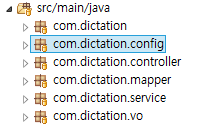 src/main/java
com.dictation
com.dictation.config
com.dictation.controller
com.dictation.mapper
com.dictation.service
com.dictation.vo